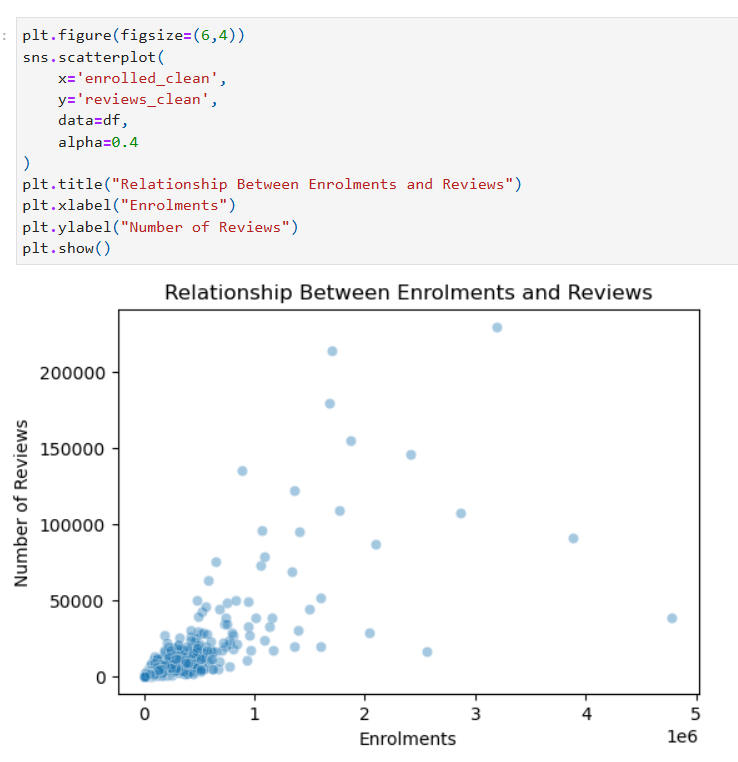 :
plt.figure(figsize=(6,4))
sns.scatterplot(
    x='enrolled_clean',
    y='reviews_clean',
    data=df,
    alpha=0.4
)
plt.title("Relationship Between Enrolments and Reviews")
plt.xlabel("Enrolments")
plt.ylabel("Number of Reviews")
plt.show()
Relationship Between Enrolments and Reviews
Number of Reviews
200000
150000
100000
50000
0
0 1 2 3 4 5
1e6
Enrolments